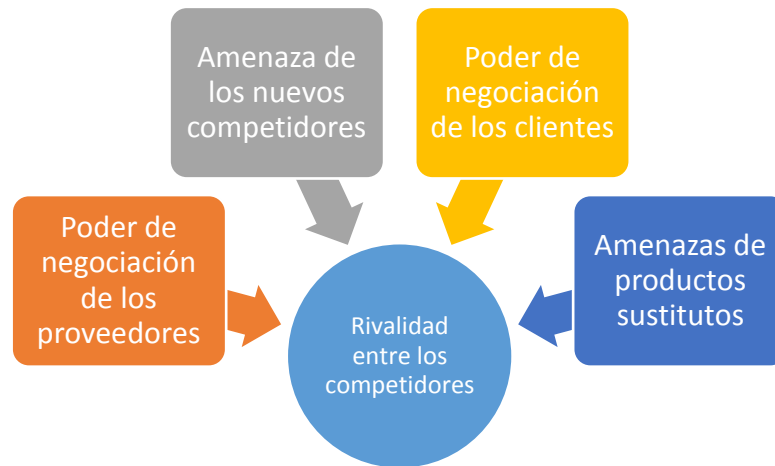 Amenaza de
los nuevos
competidores
Poder de
negociación
de los clientes
Poder de
negociación
de los
proveedores
Amenazas de
productos
sustitutos
Rivalidad
entre los
competidores